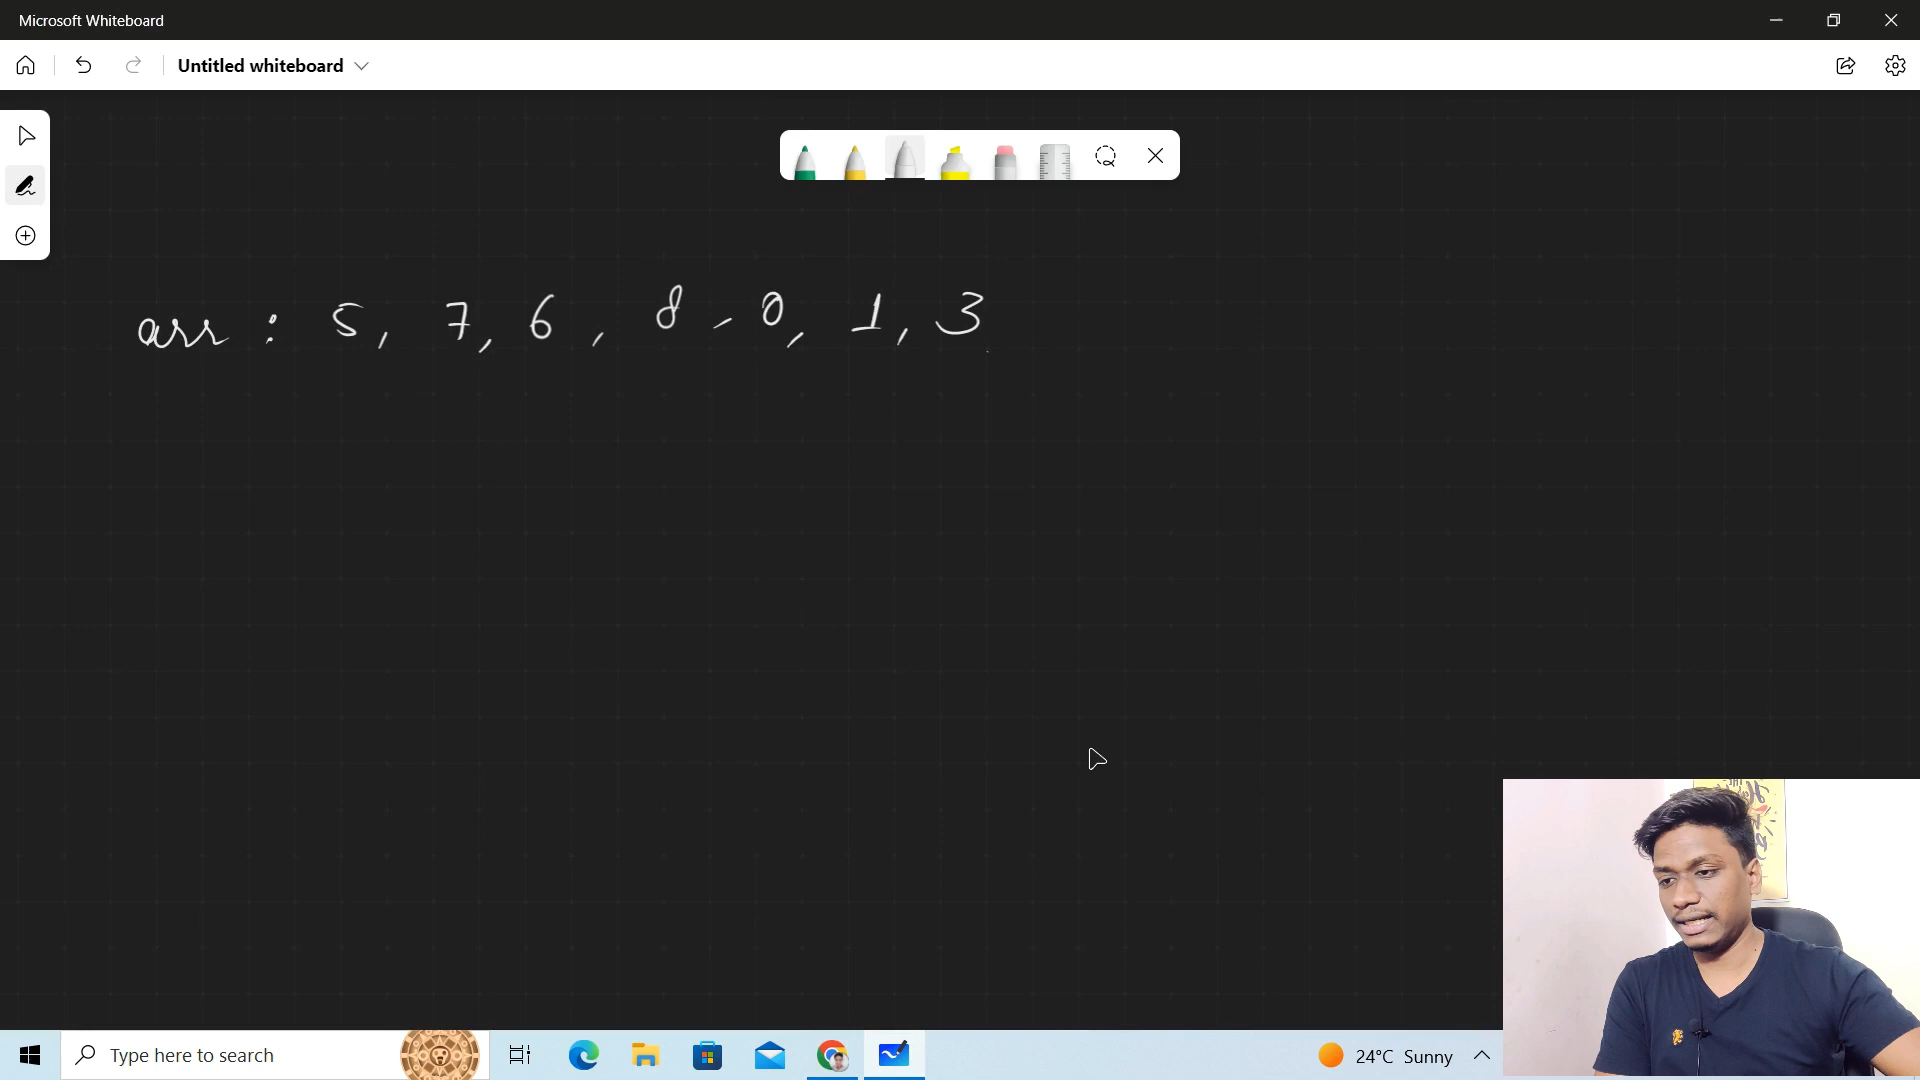 Microsoft Whiteboard
Untitled whiteboard
arr : 5, 7, 6, 8, 0, 1, 3
Type here to search
24°C Sunny